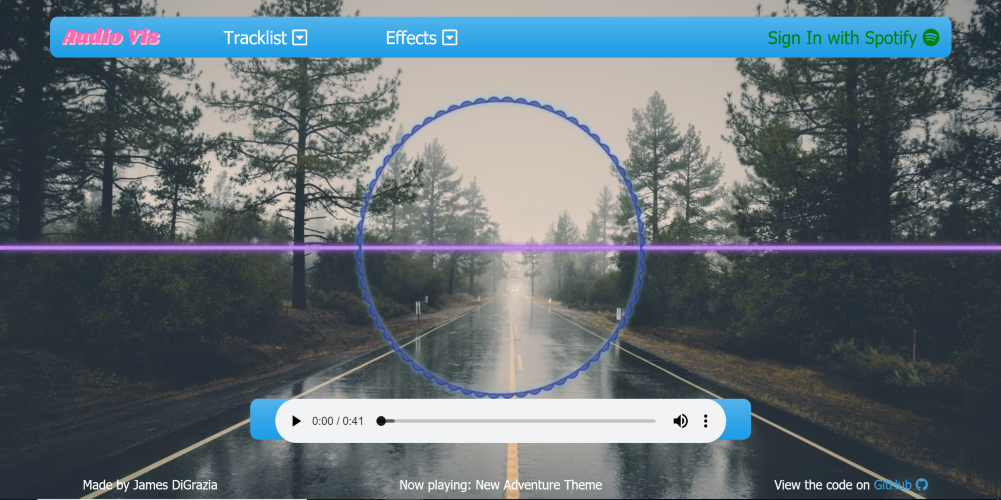 Audio Vis
Tracklist
Effects
Sign In with Spotify
0:00 / 0:41
Made by James DiGrazia
Now playing: New Adventure Theme
View the code on GitHub